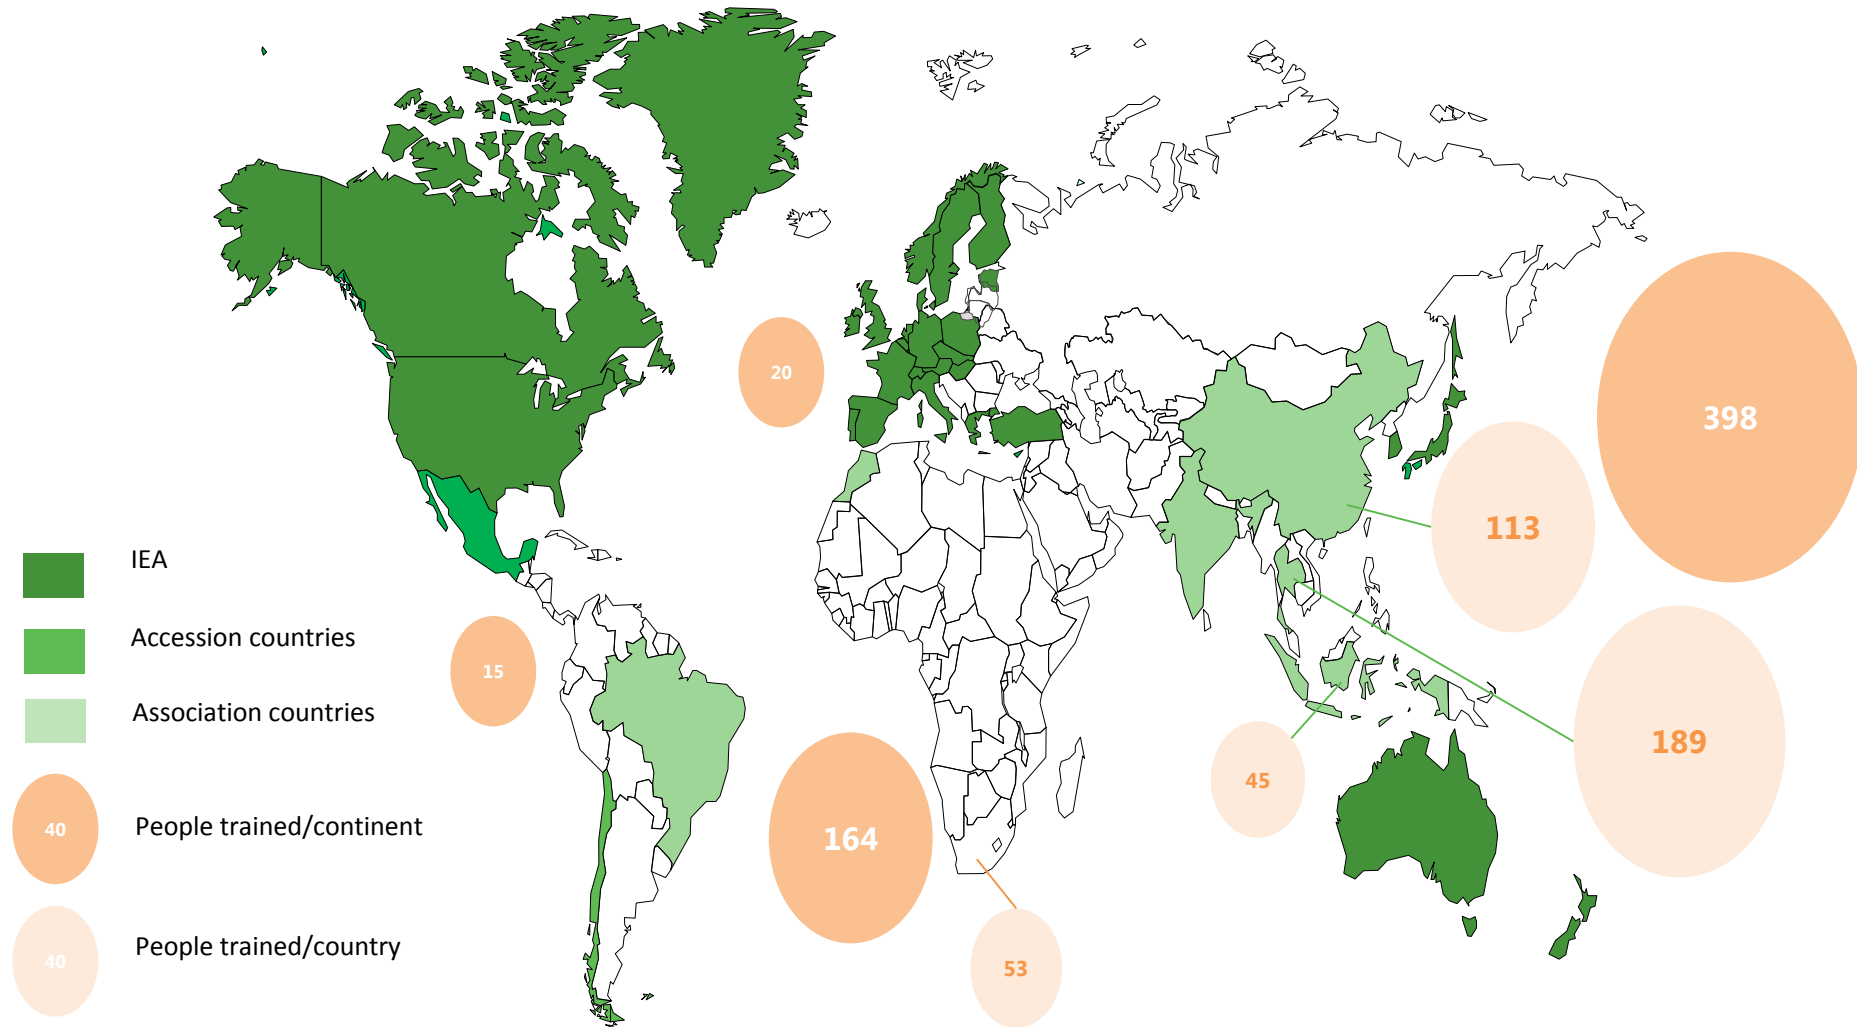 IEA
Accession countries
Association countries
40
People trained/continent
40
People trained/country
20
15
164
53
398
113
189
45